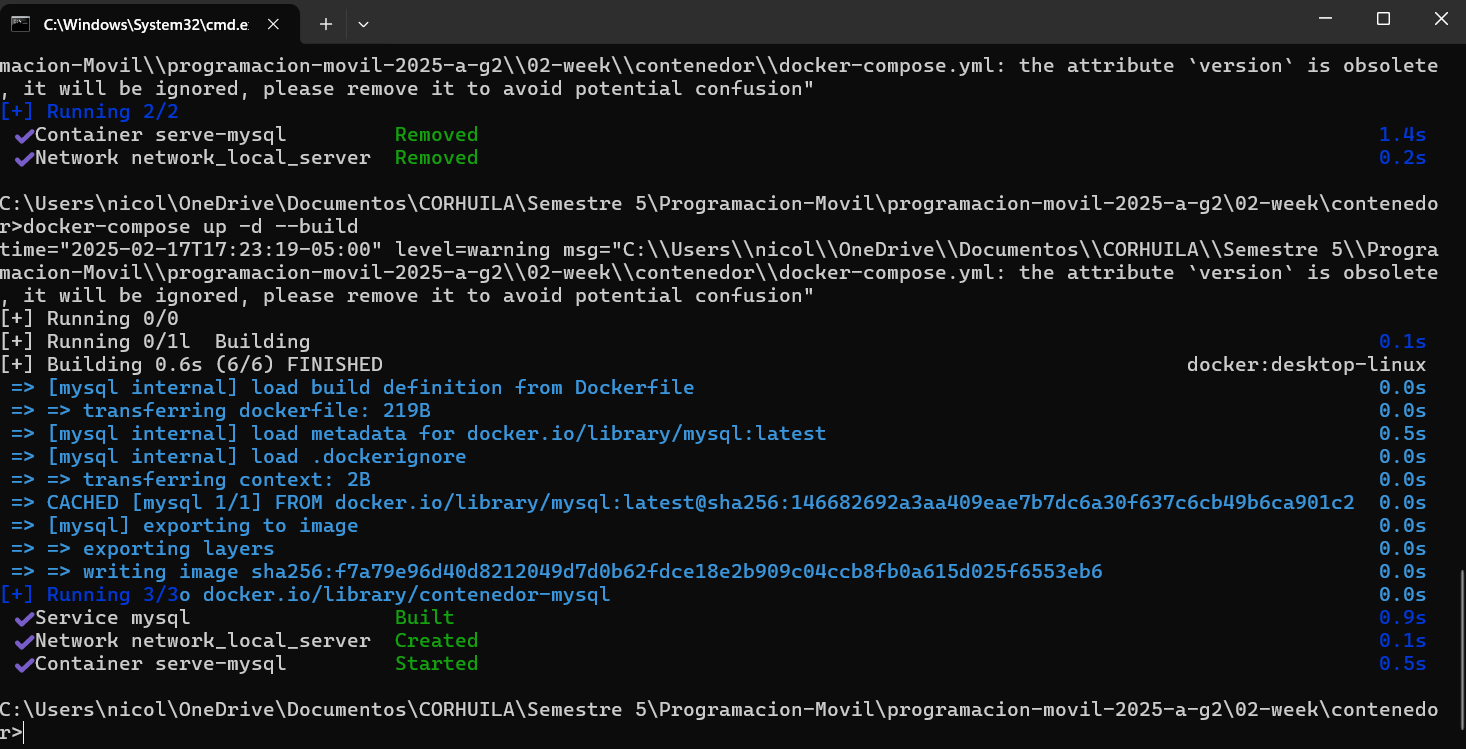 C:\Windows\System32\cmd.e
macion-Movil\\programacion-movil-2025-a-g2\\02-week\\contenedor\\docker-compose.yml: the attribute `version` is obsolete
, it will be ignored, please remove it to avoid potential confusion"
[+] Running 2/2
✔Container serve-mysql Removed 1.4s
✔Network network_local_server Removed 0.2s
C:\Users\nicol\OneDrive\Documentos\CORHUILA\Semestre 5\Programacion-Movil\programacion-movil-2025-a-g2\02-week\contenedo
r>docker-compose up -d --build
time="2025-02-17T17:23:19-05:00" level=warning msg="C:\\Users\\nicol\\OneDrive\\Documentos\\CORHUILA\\Semestre 5\\Progra
macion-Movil\\programacion-movil-2025-a-g2\\02-week\\contenedor\\docker-compose.yml: the attribute `version` is obsolete
, it will be ignored, please remove it to avoid potential confusion"
[+] Running 0/0
[+] Running 0/1l Building 0.1s
[+] Building 0.6s (6/6) FINISHED docker:desktop-linux
=> [mysql internal] load build definition from Dockerfile 0.0s
=> => transferring dockerfile: 219B 0.0s
=> [mysql internal] load metadata for docker.io/library/mysql:latest 0.5s
=> [mysql internal] load .dockerignore 0.0s
=> => transferring context: 2B 0.0s
=> CACHED [mysql 1/1] FROM docker.io/library/mysql:latest@sha256:146682692a3aa409eae7b7dc6a30f637c6cb49b6ca901c2 0.0s
=> [mysql] exporting to image 0.0s
=> => exporting layers 0.0s
=> => writing image sha256:f7a79e96d40d8212049d7d0b62fdce18e2b909c04ccb8fb0a615d025f6553eb6 0.0s
[+] Running 3/3o docker.io/library/contenedor-mysql 0.0s
✔Service mysql Built 0.9s
✔Network network_local_server Created 0.1s
✔Container serve-mysql Started 0.5s
C:\Users\nicol\OneDrive\Documentos\CORHUILA\Semestre 5\Programacion-Movil\programacion-movil-2025-a-g2\02-week\contenedo
r>